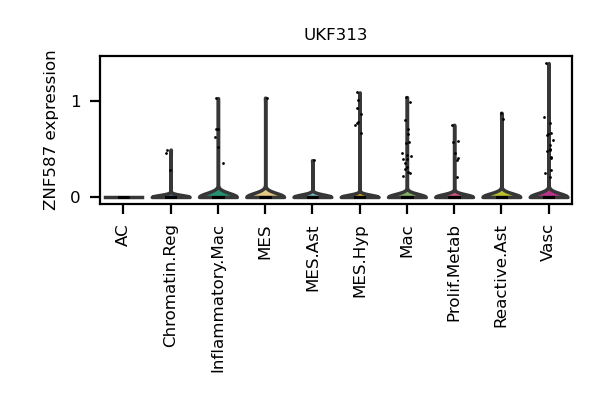 UKF313
ZNF587 expression
1
0
AC
Chromatin.Reg
Inflammatory.Mac
MES
MES.Ast
MES.Hyp
Mac
Prolif.Metab
Reactive.Ast
Vasc